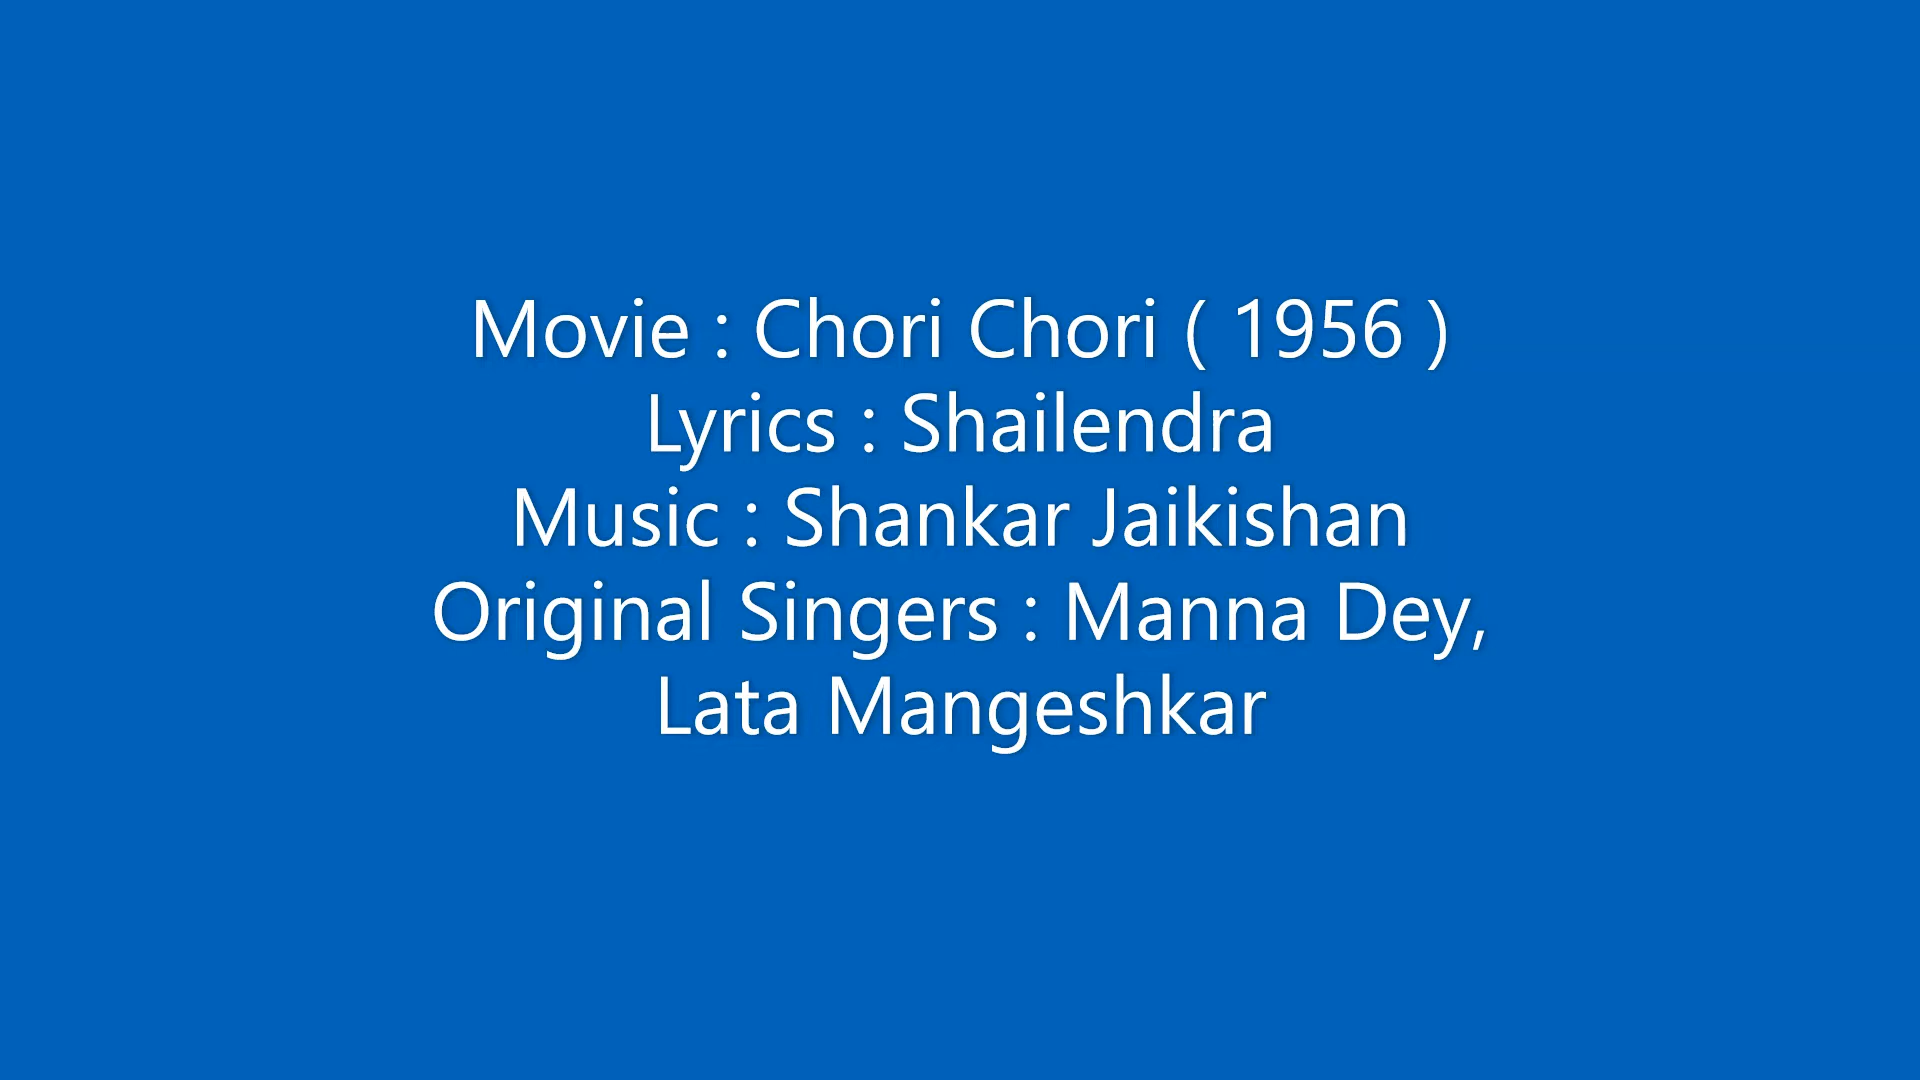 Movie : Chori Chori ( 1956 )
Lyrics : Shailendra
Music : Shankar Jaikishan
Original Singers : Manna Dey,
Lata Mangeshkar